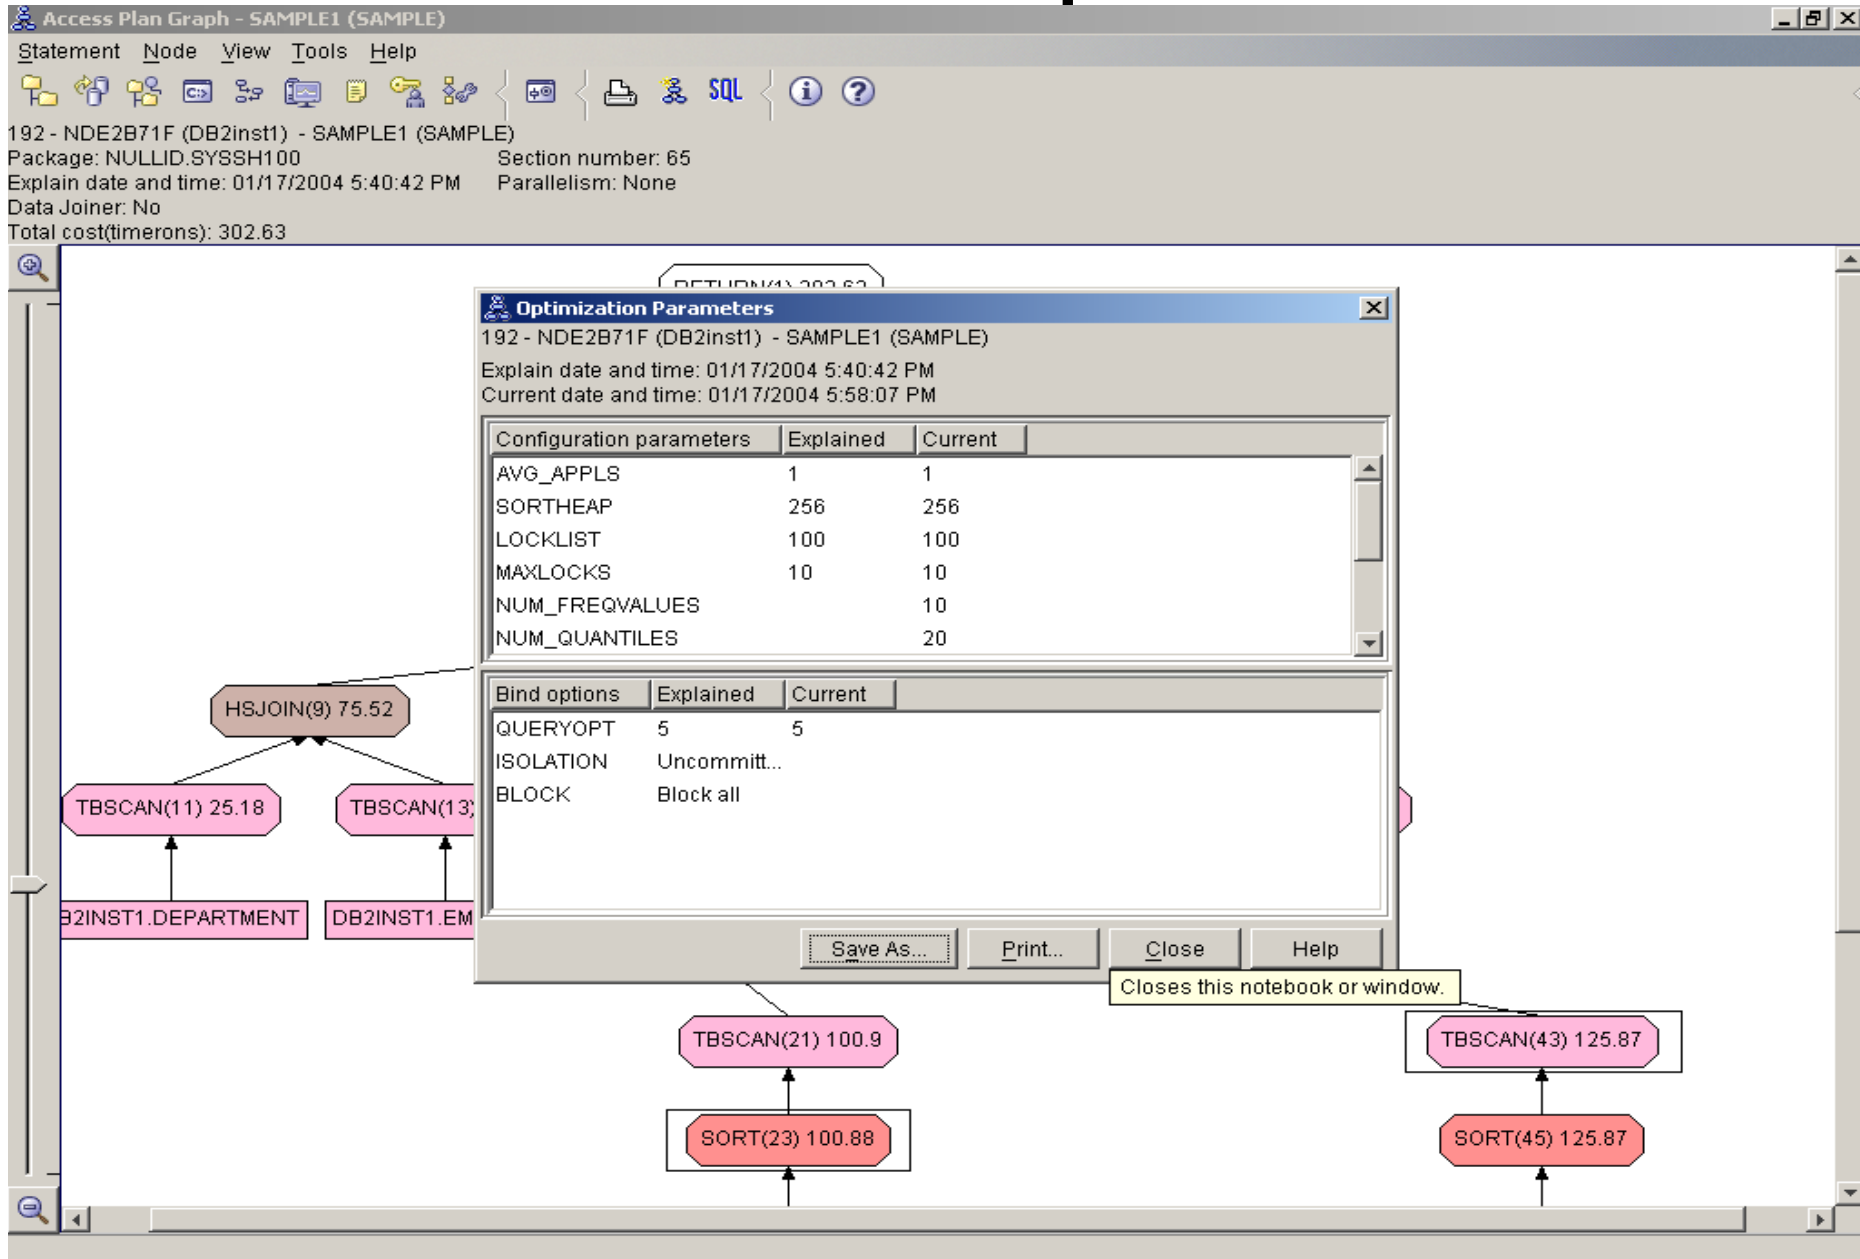 Access Plan Graph - SAMPLE1 (SAMPLE)
Statement Node View Tools Help
SQL
192 - NDE2B71F (DB2inst1) - SAMPLE1 (SAMPLE)
Package: NULLID.SYSSH100 Section number: 65
Explain date and time: 01/17/2004 5:40:42 PM Parallelism: None
Data Joiner: No
Total cost(timerons): 302.63
RETURN(1) 302.63
Optimization Parameters
192 - NDE2B71F (DB2inst1) - SAMPLE1 (SAMPLE)
Explain date and time: 01/17/2004 5:40:42 PM
Current date and time: 01/17/2004 5:58:07 PM
Configuration parameters Explained Current
AVG_APPLS 1 1
SORTHEAP 256 256
LOCKLIST 100 100
MAXLOCKS 10 10
NUM_FREQVALUES 10
NUM_QUANTILES 20
Bind options Explained Current
QUERYOPT 5 5
ISOLATION Uncommitt...
BLOCK Block all
Save As... Print... Close Help
Closes this notebook or window.
HSJOIN(9) 75.52
TBSCAN(11) 25.18 TBSCAN(13)
B2INST1.DEPARTMENT DB2INST1.EM
TBSCAN(21) 100.9 TBSCAN(43) 125.87
SORT(23) 100.88 SORT(45) 125.87